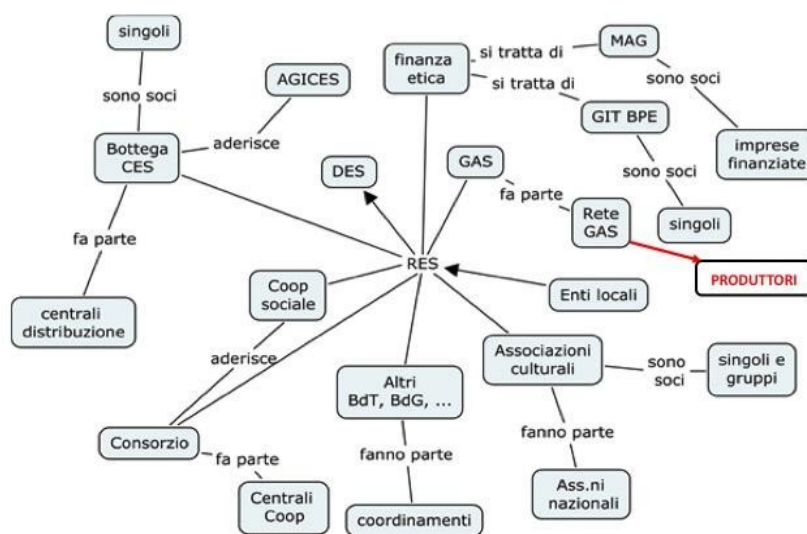 singoli
sono soci
AGICES
aderisce
Bottega
CES
fa parte
centrali
distribuzione
finanza
etica
si tratta di
MAG
si tratta di
sono soci
GIT BPE
imprese
finanziate
sono soci
singoli
DES
GAS
fa parte
Rete
GAS
PRODUTTORI
RES
Enti locali
Coop
sociale
aderisce
Consorzio
fa parte
Centrali
Coop
Altri
BdT, BdG, ...
fanno parte
coordinamenti
Associazioni
culturali
sono
soci
singoli e
gruppi
fanno parte
Ass.ni
nazionali